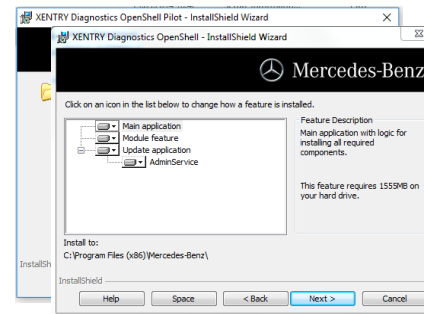 XENTRY Diagnostics OpenShell Pilot - InstallShield Wizard
XENTRY Diagnostics OpenShell - InstallShield Wizard
Mercedes-Benz
Click on an icon in the list below to change how a feature is installed.
Main application
Module feature
Update application
AdminService
Feature Description
Main application with logic for
installing all required
components.
This feature requires 1555MB on
your hard drive.
Install to:
C:\Program Files (x86)\Mercedes-Benz\
InstallSh
InstallShield
Help
Space
< Back
Next >
Cancel